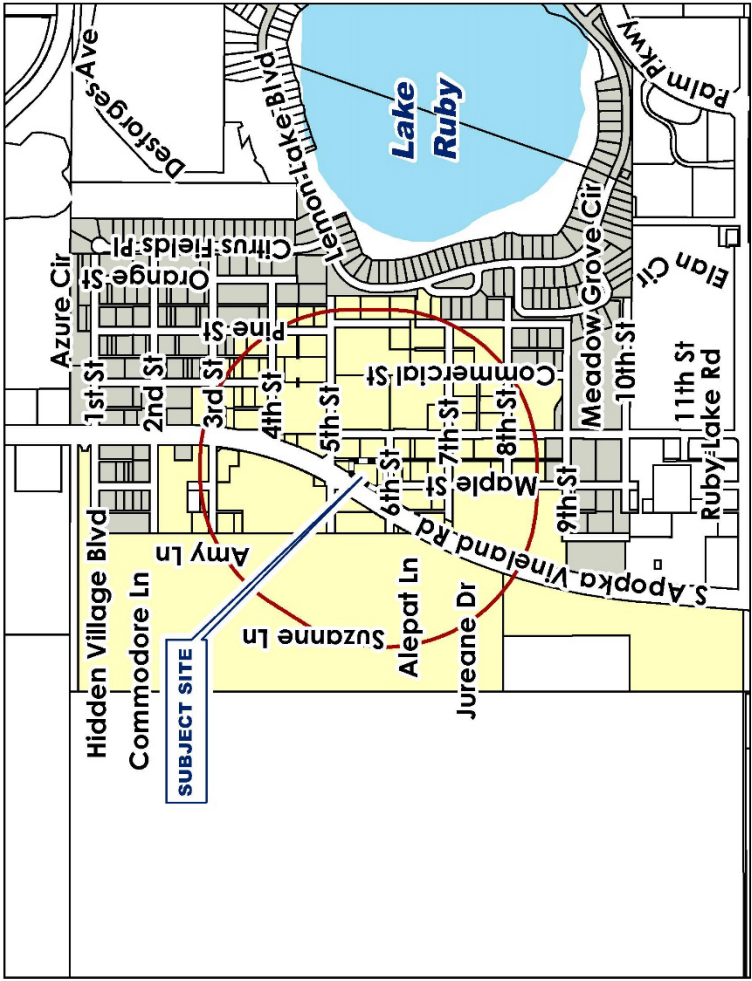 Azure Cir
1st St
2nd St
3rd St
4th St
5th St
6th St
7th St
8th St
9th St
10th St
11th St
Ruby Lake Rd
Hidden Village Blvd
Commodore Ln
SUBJECT SITE
Amy Ln
Suzanne Ln
Alepat Ln
Jureane Dr
S Apopka Vineland Rd
Maple St
Commercial St
Pine St
Orange St
Citrus Fields Pl
Desforges Ave
Lemon Lake Blvd
Lake
Ruby
Meadow Grove Cir
Elan Cir
Palm Pkwy